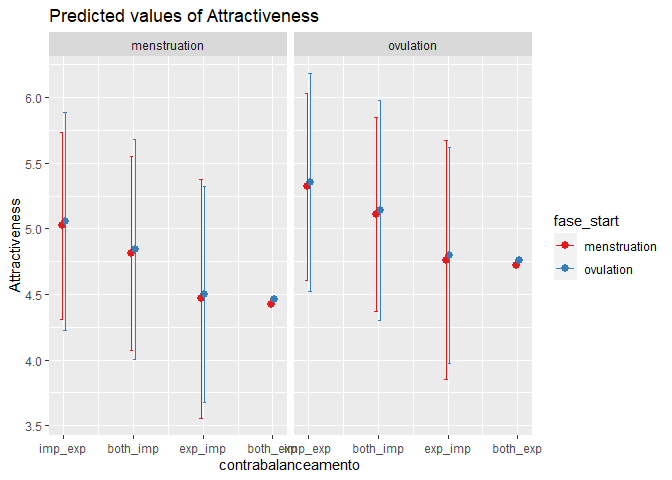 Predicted values of Attractiveness
menstruation ovulation
6.0
5.5
5.0
4.5
4.0
3.5
Attractiveness
imp_exp both_imp exp_imp both_exp imp_exp both_imp exp_imp both_exp
contrabalanceamento
fase_start
menstruation
ovulation